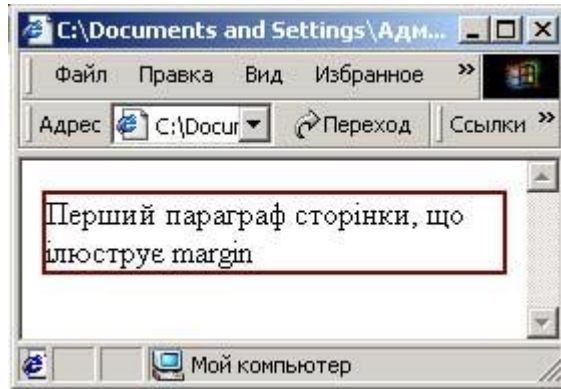 C:\Documents and Settings\Адм...
Файл Правка Вид Избранное »
Адрес C:\Docur Переход Ссылки »
Перший параграф сторінки, що
ілюструє margin
Мой компьютер